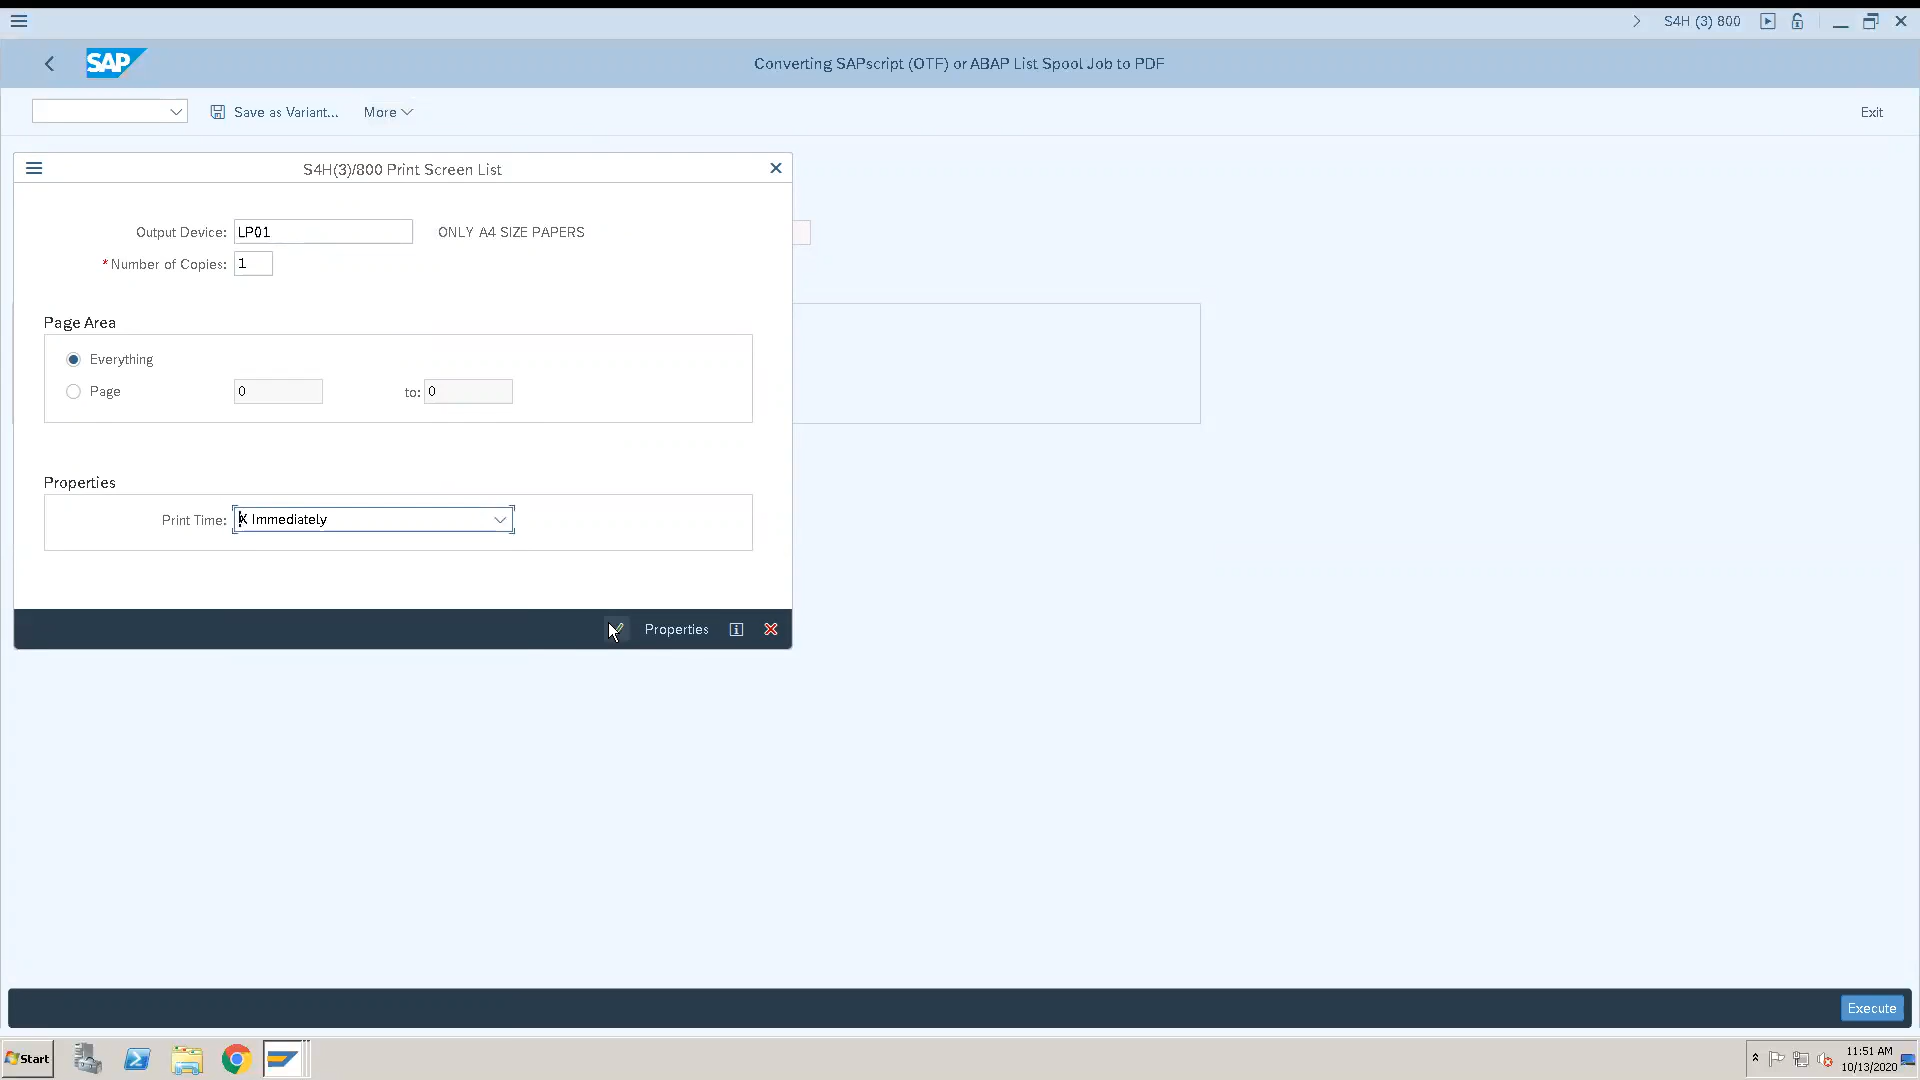 S4H (3) 800
SAP
Converting SAPscript (OTF) or ABAP List Spool Job to PDF
Save as Variant...
More
Exit
S4H(3)/800 Print Screen List
Output Device: LP01 ONLY A4 SIZE PAPERS
* Number of Copies: 1
Page Area
Everything
Page 0 to: 0
Properties
Print Time: X Immediately
Properties
Execute
Start
11:51 AM
10/13/2020